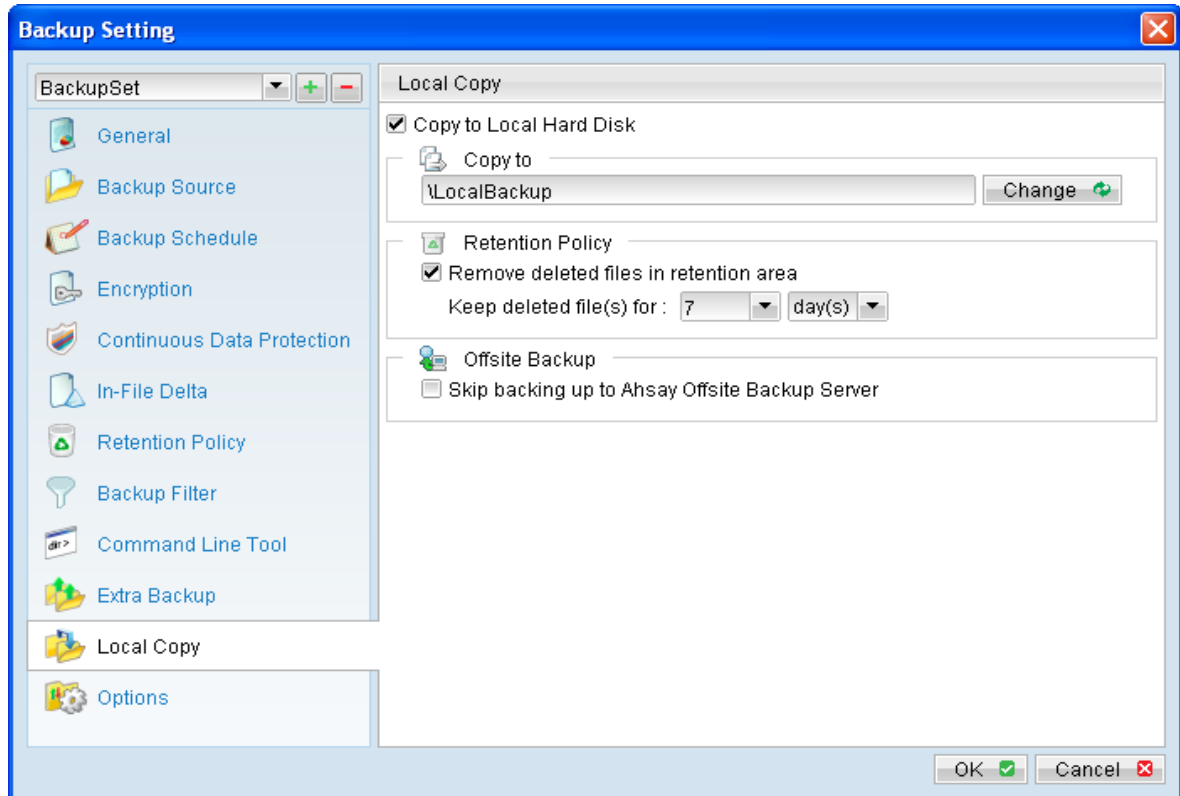 Backup Setting
BackupSet
General
Backup Source
Backup Schedule
Encryption
Continuous Data Protection
In-File Delta
Retention Policy
Backup Filter
dir >
Command Line Tool
Extra Backup
Local Copy
Options
Local Copy
Copy to Local Hard Disk
Copy to
\LocalBackup
Change
Retention Policy
Remove deleted files in retention area
Keep deleted file(s) for : 7 day(s)
Offsite Backup
Skip backing up to Ahsay Offsite Backup Server
OK
Cancel